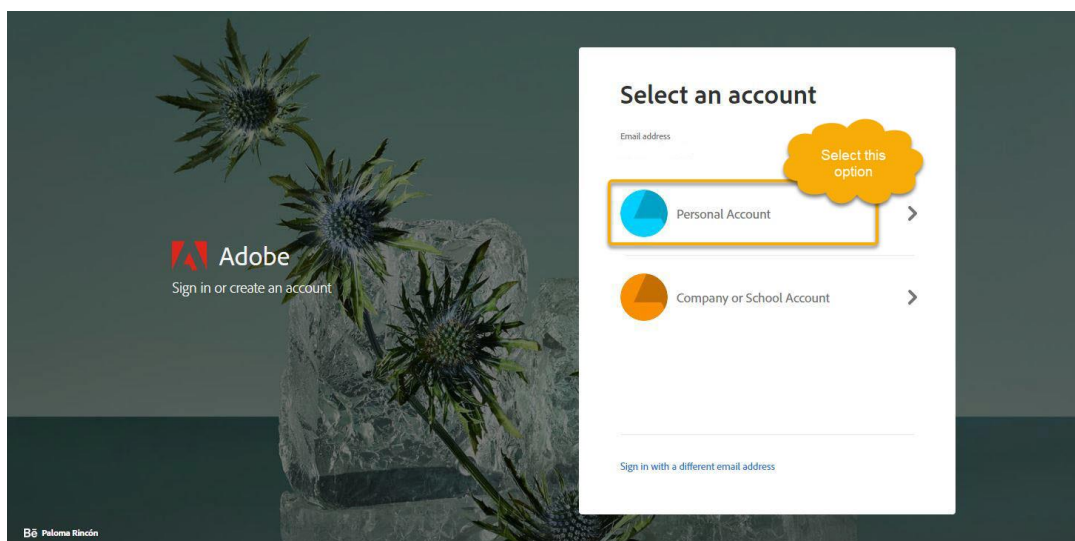 Adobe
Sign in or create an account
Select an account
Email address
Select this
option
Personal Account
Company or School Account
Sign in with a different email address
Bē Paloma Rincón